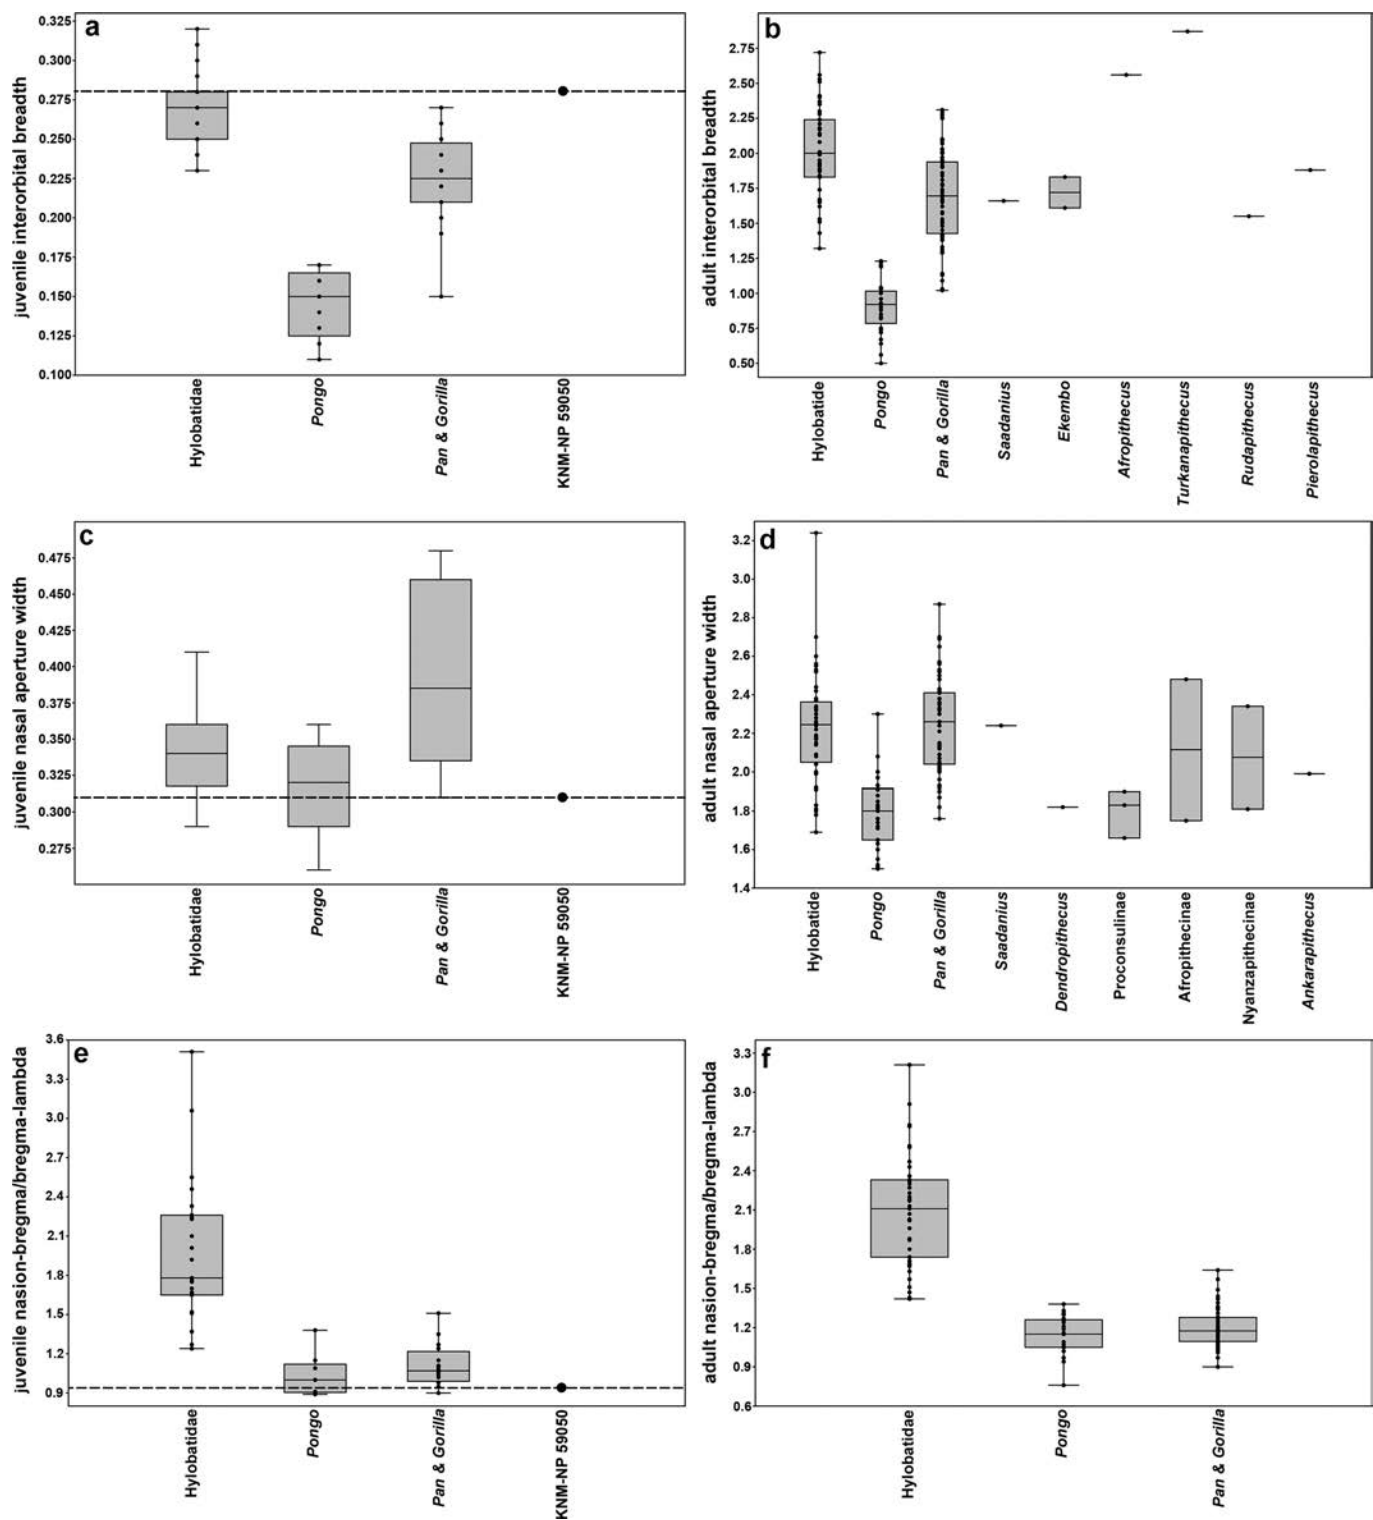 a
juvenile interorbital breadth
0.325
0.300
0.275
0.250
0.225
0.200
0.175
0.150
0.125
0.100
Hylobatidae
Pongo
Pan & Gorilla
KNM-NP 59050
b
adult interorbital breadth
2.75
2.50
2.25
2.00
1.75
1.50
1.25
1.00
0.75
0.50
Hylobatide
Pongo
Pan & Gorilla
Saadanius
Ekembo
Afropithecus
Turkanapithecus
Rudapithecus
Pierolapithecus
c
juvenile nasal aperture width
0.475
0.450
0.425
0.400
0.375
0.350
0.325
0.300
0.275
Hylobatidae
Pongo
Pan & Gorilla
KNM-NP 59050
d
adult nasal aperture width
3.2
3.0
2.8
2.6
2.4
2.2
2.0
1.8
1.6
1.4
Hylobatide
Pongo
Pan & Gorilla
Saadanius
Dendropithecus
Proconsulinae
Afropithecinae
Nyanzapithecinae
Ankarapithecus
e
juvenile nasion-bregma/bregma-lambda
3.6
3.3
3.0
2.7
2.4
2.1
1.8
1.5
1.2
0.9
Hylobatidae
Pongo
Pan & Gorilla
KNM-NP 59050
f
adult nasion-bregma/bregma-lambda
3.3
3.0
2.7
2.4
2.1
1.8
1.5
1.2
0.9
0.6
Hylobatidae
Pongo
Pan & Gorilla